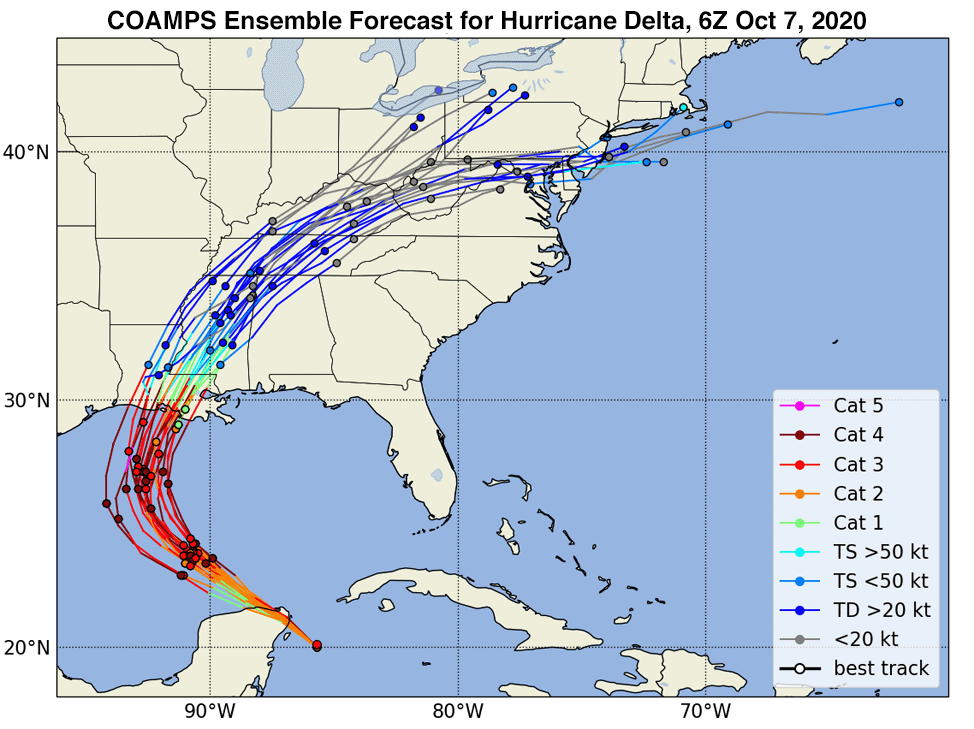 COAMPS Ensemble Forecast for Hurricane Delta, 6Z Oct 7, 2020
40°N
30°N
20°N
90°W
80°W
70°W
Cat 5
Cat 4
Cat 3
Cat 2
Cat 1
TS >50 kt
TS <50 kt
TD >20 kt
<20 kt
best track